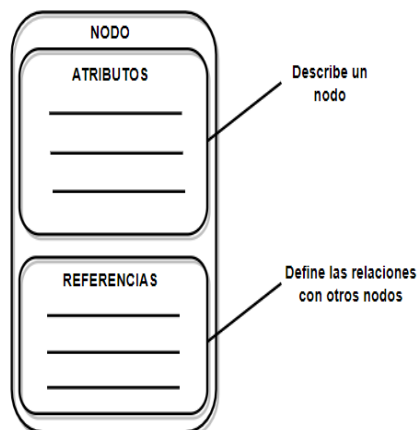 NODO
ATRIBUTOS
Describe un
nodo
REFERENCIAS
Define las relaciones
con otros nodos